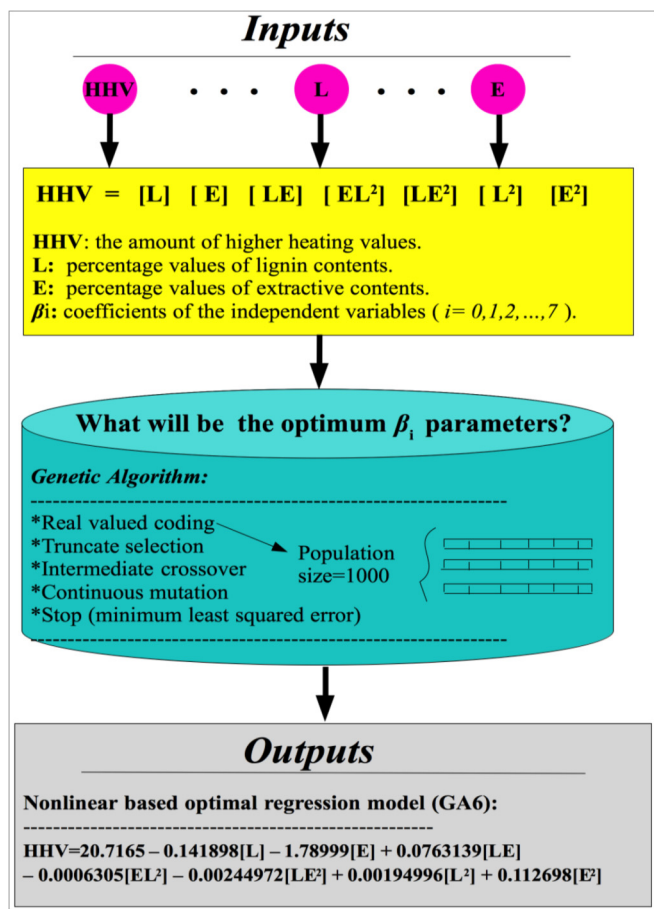 Inputs
HHV . . . L . . . E
HHV = [L] [ E] [ LE] [ EL²] [LE²] [ L²] [E²]
HHV: the amount of higher heating values.
L: percentage values of lignin contents.
E: percentage values of extractive contents.
βi: coefficients of the independent variables ( i= 0,1,2,...,7 ).
What will be the optimum βi parameters?
Genetic Algorithm:
*Real valued coding
*Truncate selection
*Intermediate crossover
*Continuous mutation
*Stop (minimum least squared error)
Population
size=1000
Outputs
Nonlinear based optimal regression model (GA6):
HHV=20.7165 – 0.141898[L] – 1.78999[E] + 0.0763139[LE]
– 0.0006305[EL²] – 0.00244972[LE²] + 0.00194996[L²] + 0.112698[E²]